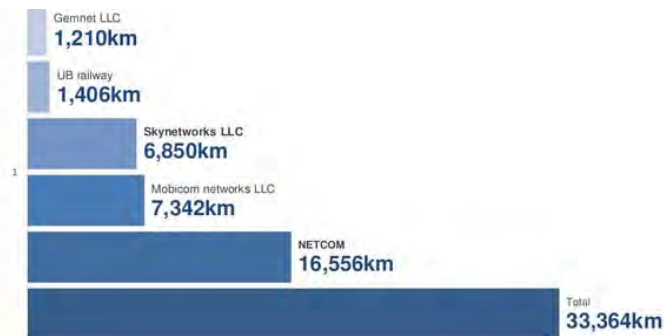 Gemnet LLC
1,210km
UB railway
1,406km
Skynetworks LLC
6,850km
1
Mobicom networks LLC
7,342km
NETCOM
16,556km
Total
33,364km